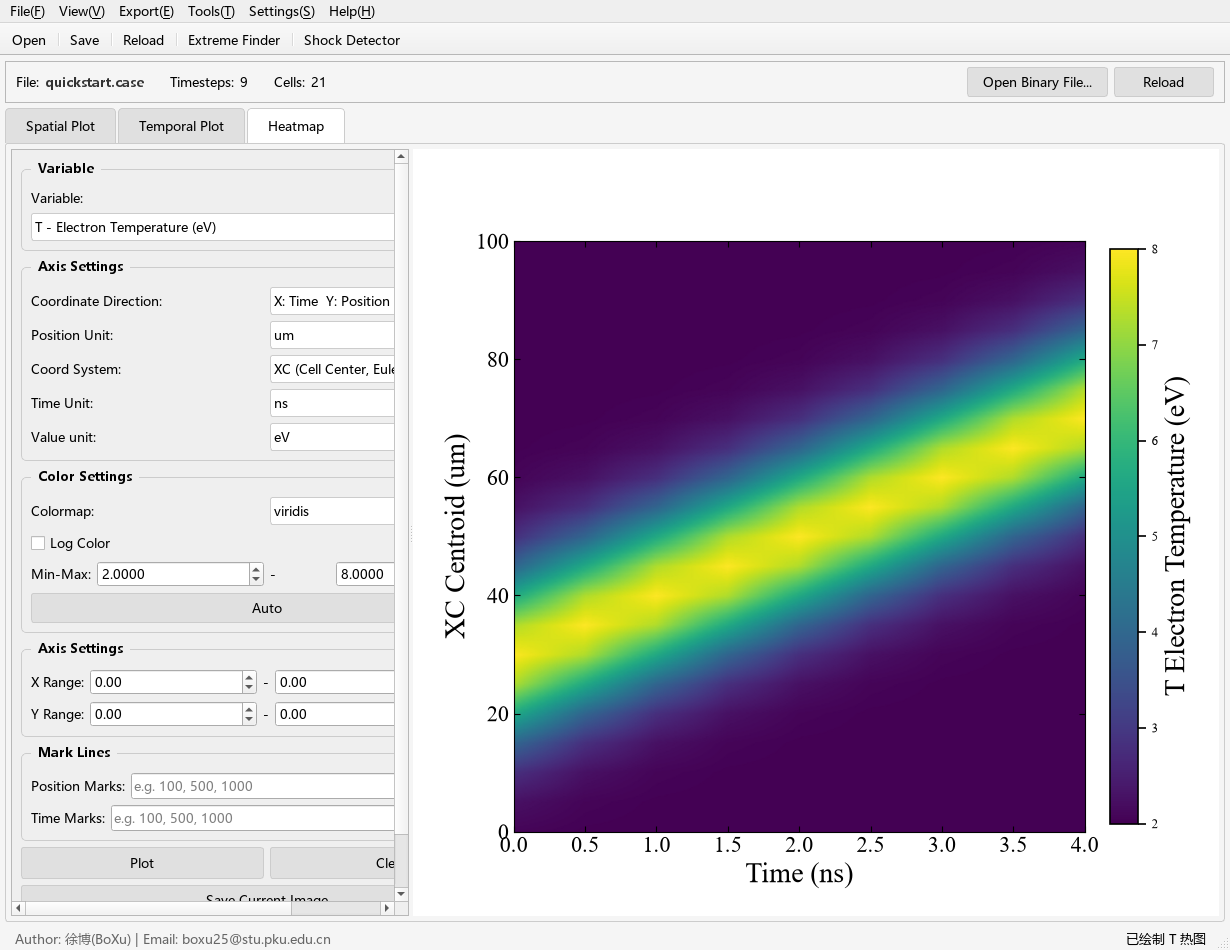 File(F) View(V) Export(E) Tools(T) Settings(S) Help(H)
Open Save Reload Extreme Finder Shock Detector
File: quickstart.case Timesteps: 9 Cells: 21 Open Binary File... Reload
Spatial Plot Temporal Plot Heatmap
Variable
Variable:
T - Electron Temperature (eV)
Axis Settings
Coordinate Direction: X: Time Y: Position
Position Unit: um
Coord System: XC (Cell Center, Eule
Time Unit: ns
Value unit: eV
Color Settings
Colormap: viridis
Log Color
Min-Max: 2.0000 - 8.0000
Auto
Axis Settings
X Range: 0.00 - 0.00
Y Range: 0.00 - 0.00
Mark Lines
Position Marks: e.g. 100, 500, 1000
Time Marks: e.g. 100, 500, 1000
Plot Cle
Save Current Image
100
80
60
40
20
0
XC Centroid (um)
0.0 0.5 1.0 1.5 2.0 2.5 3.0 3.5 4.0
Time (ns)
8
7
6
5
4
3
2
T Electron Temperature (eV)
Author: 徐博(BoXu) | Email: boxu25@stu.pku.edu.cn 已绘制 T 热图